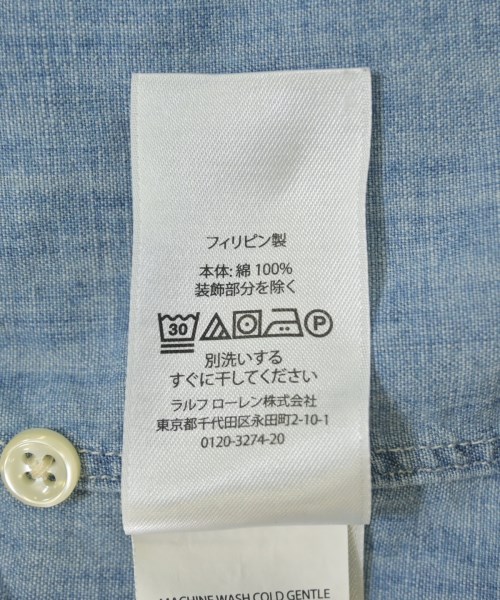 フィリピン製
本体: 綿 100%
装飾部分を除く
30 P
別洗いする
すぐに干してください
ラルフ ローレン株式会社
東京都千代田区永田町2-10-1
0120-3274-20
MACHINE WASH COLD GENTLE